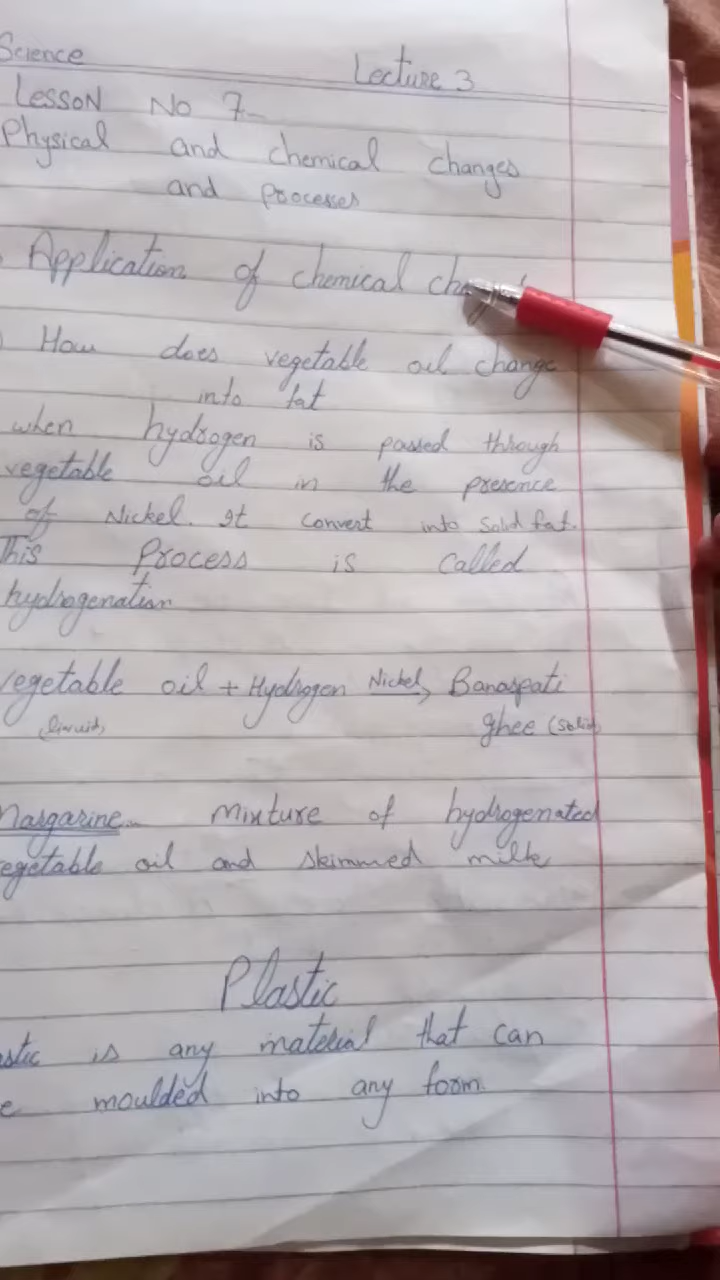 Science Lecture 3
Lesson No 7
Physical and chemical changes
and processes
Application of chemical
How does vegetable oil change
into fat
when hydrogen is passed through
vegetable oil in the presence
of Nickel. It convert into solid fat.
This Process is called
hydrogenation
vegetable oil + Hydrogen Nickel→ Banaspati
ghee (solid
Margarine mixture of hydrogenated
vegetable oil and skimmed milk
Plastic
stic is any material that can
e moulded into any form.